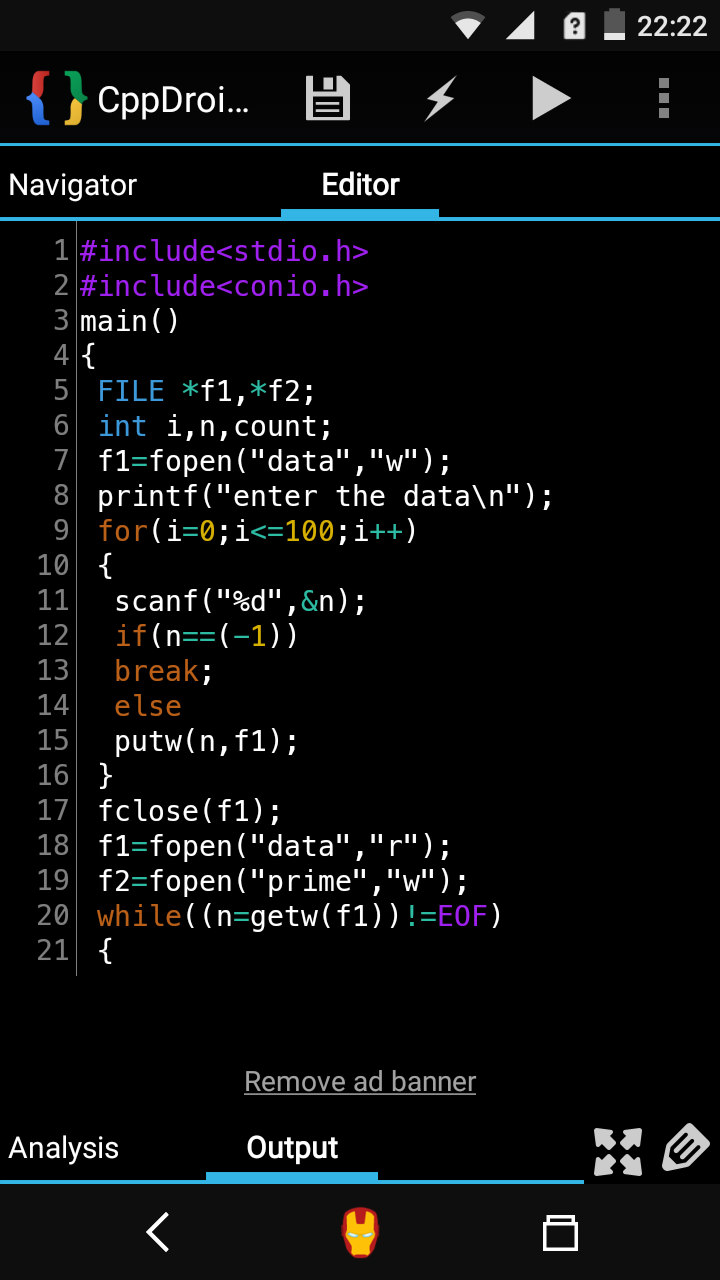 22:22
CppDroi...
Navigator Editor
1 #include<stdio.h>
2 #include<conio.h>
3 main()
4 {
5  FILE *f1,*f2;
6  int i,n,count;
7  f1=fopen("data","w");
8  printf("enter the data\n");
9  for(i=0;i<=100;i++)
10  {
11   scanf("%d",&n);
12   if(n==(-1))
13   break;
14   else
15   putw(n,f1);
16  }
17  fclose(f1);
18  f1=fopen("data","r");
19  f2=fopen("prime","w");
20  while((n=getw(f1))!=EOF)
21  {
Remove ad banner
Analysis Output